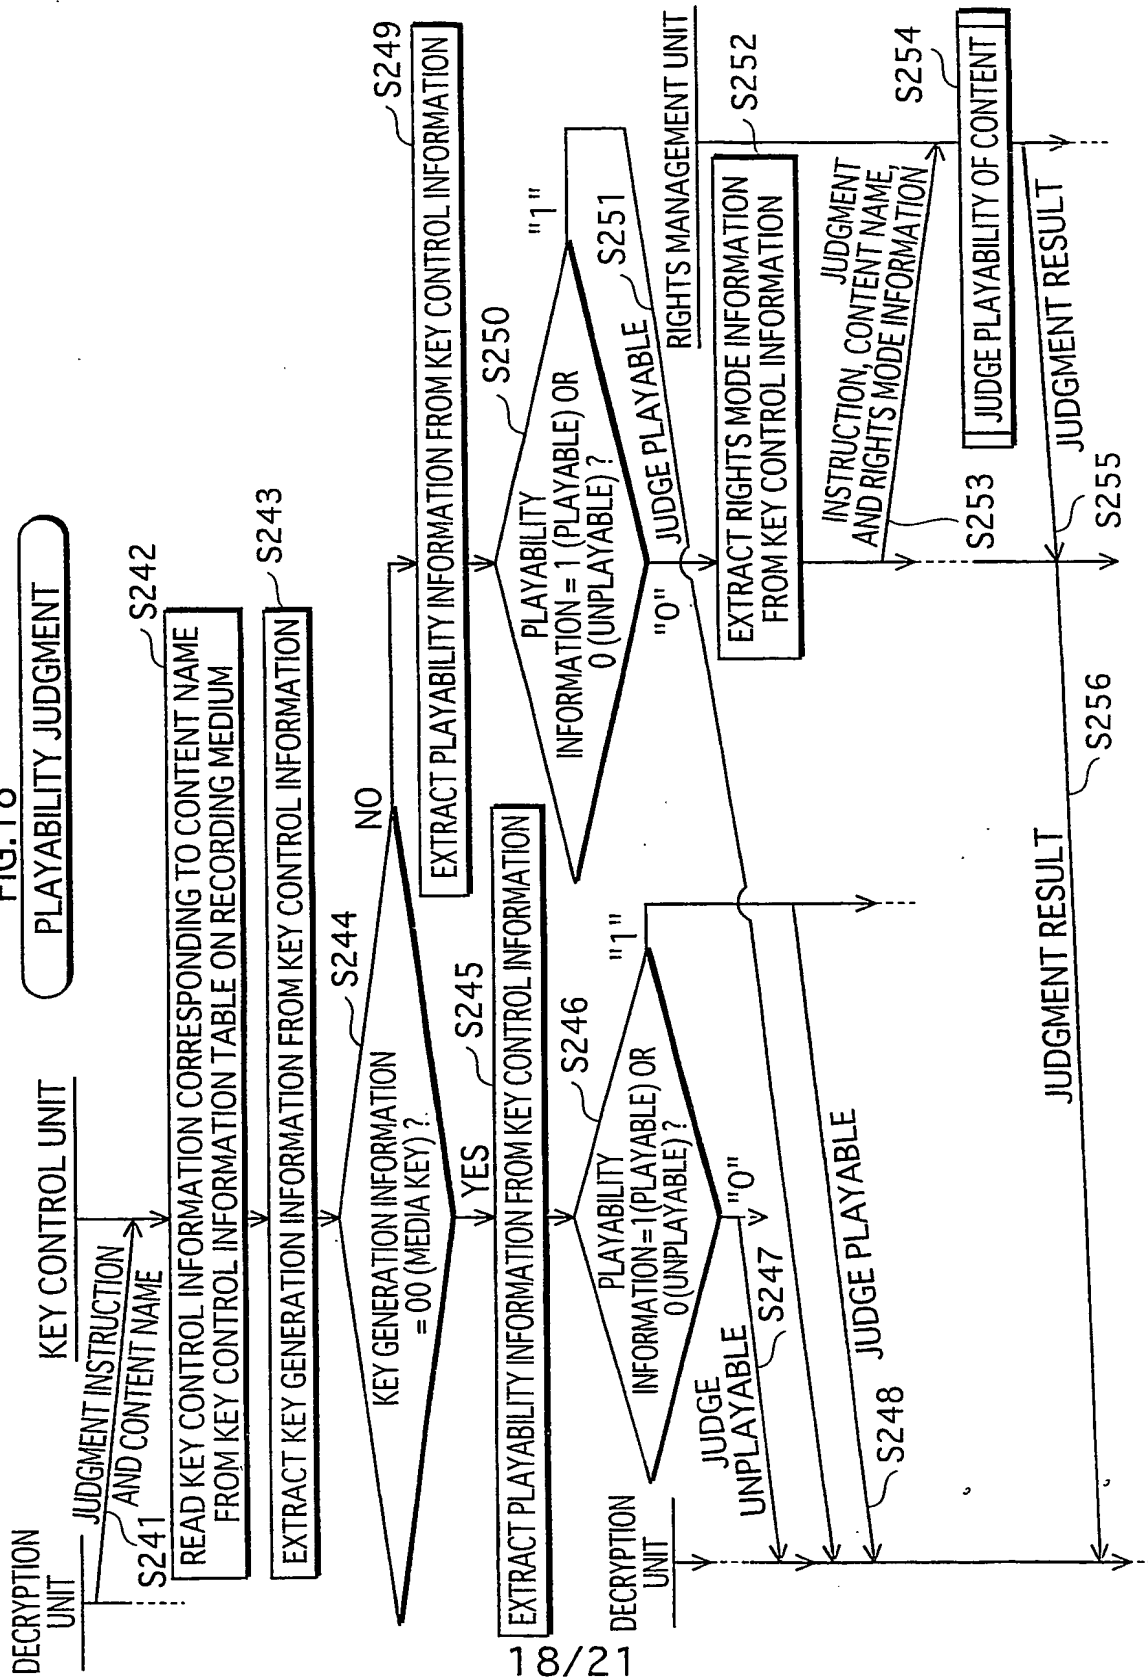 FIG.18
PLAYABILITY JUDGMENT
DECRYPTION
UNIT
KEY CONTROL UNIT
JUDGMENT INSTRUCTION
AND CONTENT NAME
S241
S242
READ KEY CONTROL INFORMATION CORRESPONDING TO CONTENT NAME
FROM KEY CONTROL INFORMATION TABLE ON RECORDING MEDIUM
S243
EXTRACT KEY GENERATION INFORMATION FROM KEY CONTROL INFORMATION
S244
KEY GENERATION INFORMATION
= 00 (MEDIA KEY) ?
NO
YES
S245
EXTRACT PLAYABILITY INFORMATION FROM KEY CONTROL INFORMATION
S246
PLAYABILITY
INFORMATION=1(PLAYABLE) OR
0(UNPLAYABLE) ?
"1"
"0"
DECRYPTION
UNIT
JUDGE
UNPLAYABLE
S247
JUDGE PLAYABLE
S248
S249
EXTRACT PLAYABILITY INFORMATION FROM KEY CONTROL INFORMATION
S250
PLAYABILITY
INFORMATION = 1 (PLAYABLE) OR
0 (UNPLAYABLE) ?
"1"
"0"
JUDGE PLAYABLE
S251
RIGHTS MANAGEMENT UNIT
S252
EXTRACT RIGHTS MODE INFORMATION
FROM KEY CONTROL INFORMATION
JUDGMENT
INSTRUCTION, CONTENT NAME,
AND RIGHTS MODE INFORMATION
S253
S254
JUDGE PLAYABILITY OF CONTENT
JUDGMENT RESULT
S255
JUDGMENT RESULT
S256
18/21